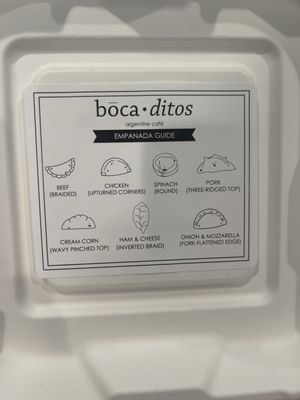 bōca • ditos
argentine café
EMPANADA GUIDE
BEEF
(BRAIDED)
CHICKEN
(UPTURNED CORNERS)
SPINACH
(ROUND)
PORK
(THREE-RIDGED TOP)
CREAM CORN
(WAVY PINCHED TOP)
HAM & CHEESE
(INVERTED BRAID)
ONION & MOZZARELLA
(FORK-FLATTENED EDGE)